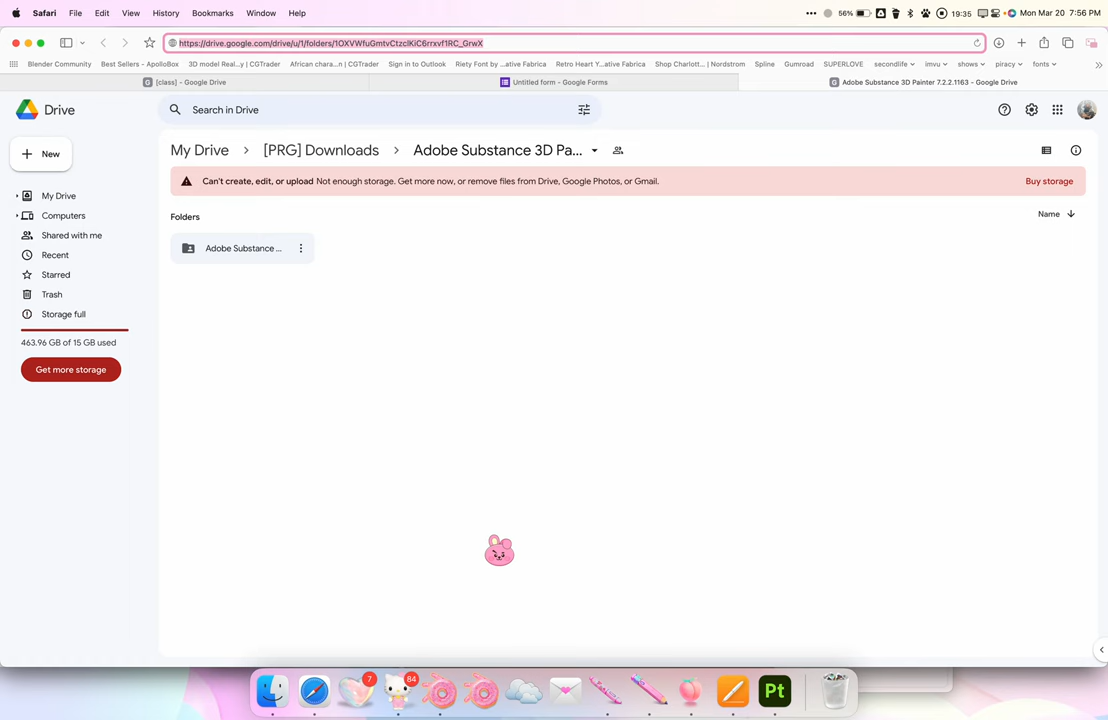 Safari File Edit View History Bookmarks Window Help
56% 19:35 Mon Mar 20 7:56 PM
https://drive.google.com/drive/u/1/folders/1OXVWfuGmtvCtzclKiC6rrxvf1RC_GrwX
Blender Community Best Sellers - ApolloBox 3D model Real...y | CGTrader African chara...n | CGTrader Sign in to Outlook Riety Font by ...ative Fabrica Retro Heart Y...eative Fabrica Shop Charlott... | Nordstrom Spline Gumroad SUPERLOVE secondlife imvu shows piracy fonts
[class] - Google Drive Untitled form - Google Forms Adobe Substance 3D Painter 7.2.2.1163 - Google Drive
Drive Search in Drive
New
My Drive [PRG] Downloads Adobe Substance 3D Pa...
Can't create, edit, or upload Not enough storage. Get more now, or remove files from Drive, Google Photos, or Gmail. Buy storage
My Drive
Computers
Shared with me
Recent
Starred
Trash
Storage full
463.96 GB of 15 GB used
Get more storage
Folders Name
Adobe Substance ...
7 84 Pt